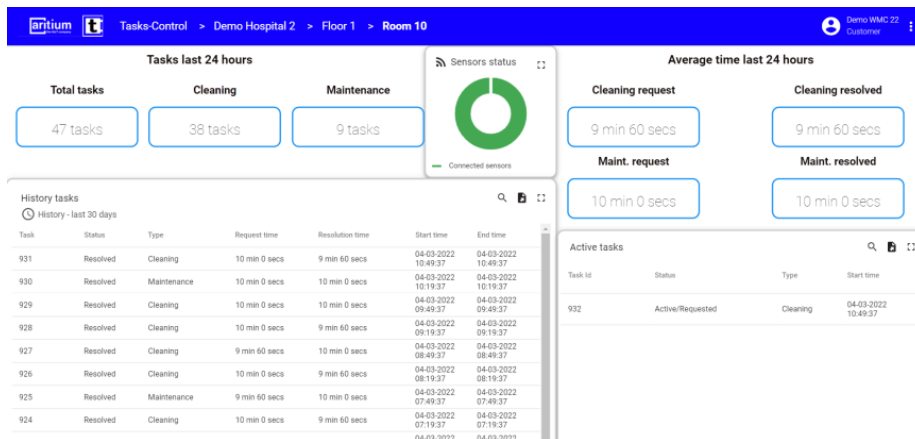 aritium t Tasks-Control > Demo Hospital 2 > Floor 1 > Room 10
Demo WMC 22
Customer
Tasks last 24 hours
Total tasks Cleaning Maintenance
47 tasks 38 tasks 9 tasks
Sensors status
Connected sensors
Average time last 24 hours
Cleaning request Cleaning resolved
9 min 60 secs 9 min 60 secs
Maint. request Maint. resolved
10 min 0 secs 10 min 0 secs
History tasks
History - last 30 days
Task Status Type Request time Resolution time Start time End time
931 Resolved Cleaning 10 min 0 secs 9 min 60 secs 04-03-2022 10:49:37 04-03-2022 10:49:37
930 Resolved Maintenance 10 min 0 secs 10 min 0 secs 04-03-2022 10:19:37 04-03-2022 10:19:37
929 Resolved Cleaning 10 min 0 secs 10 min 0 secs 04-03-2022 09:49:37 04-03-2022 09:49:37
928 Resolved Cleaning 10 min 0 secs 9 min 60 secs 04-03-2022 09:19:37 04-03-2022 09:19:37
927 Resolved Cleaning 9 min 60 secs 10 min 0 secs 04-03-2022 08:49:37 04-03-2022 08:49:37
926 Resolved Cleaning 10 min 0 secs 9 min 60 secs 04-03-2022 08:19:37 04-03-2022 08:19:37
925 Resolved Maintenance 9 min 60 secs 10 min 0 secs 04-03-2022 07:49:37 04-03-2022 07:49:37
924 Resolved Cleaning 10 min 0 secs 9 min 60 secs 04-03-2022 07:19:37 04-03-2022 07:19:37
04-03-2022 04-03-2022
Active tasks
Task Id Status Type Start time
932 Active/Requested Cleaning 04-03-2022 10:49:37